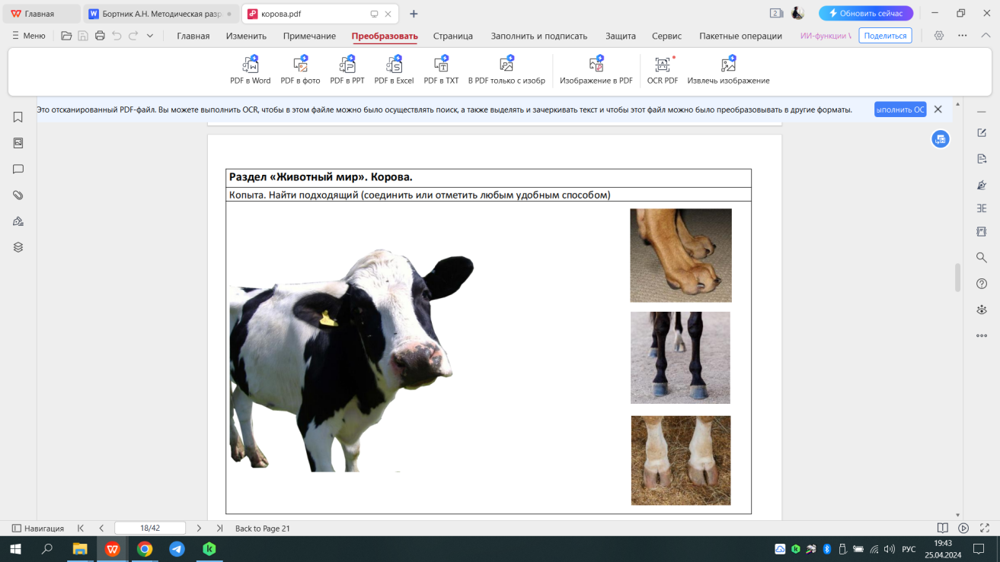 Главная
Бортник А.Н. Методическая разр
корова.pdf
2
Обновить сейчас
Меню
Главная
Изменить
Примечание
Преобразовать
Страница
Заполнить и подписать
Защита
Сервис
Пакетные операции
ИИ-функции
Поделиться
PDF в Word
PDF в фото
PDF в PPT
PDF в Excel
PDF в TXT
В PDF только с изобр
Изображение в PDF
OCR PDF
Извлечь изображение
Это отсканированный PDF-файл. Вы можете выполнить OCR, чтобы в этом файле можно было осуществлять поиск, а также выделять и зачеркивать текст и чтобы этот файл можно было преобразовывать в другие форматы.
ыполнить OC
Раздел «Животный мир». Корова.
Копыта. Найти подходящий (соединить или отметить любым удобным способом)
Навигация
18/42
Back to Page 21
РУС
19:43
25.04.2024